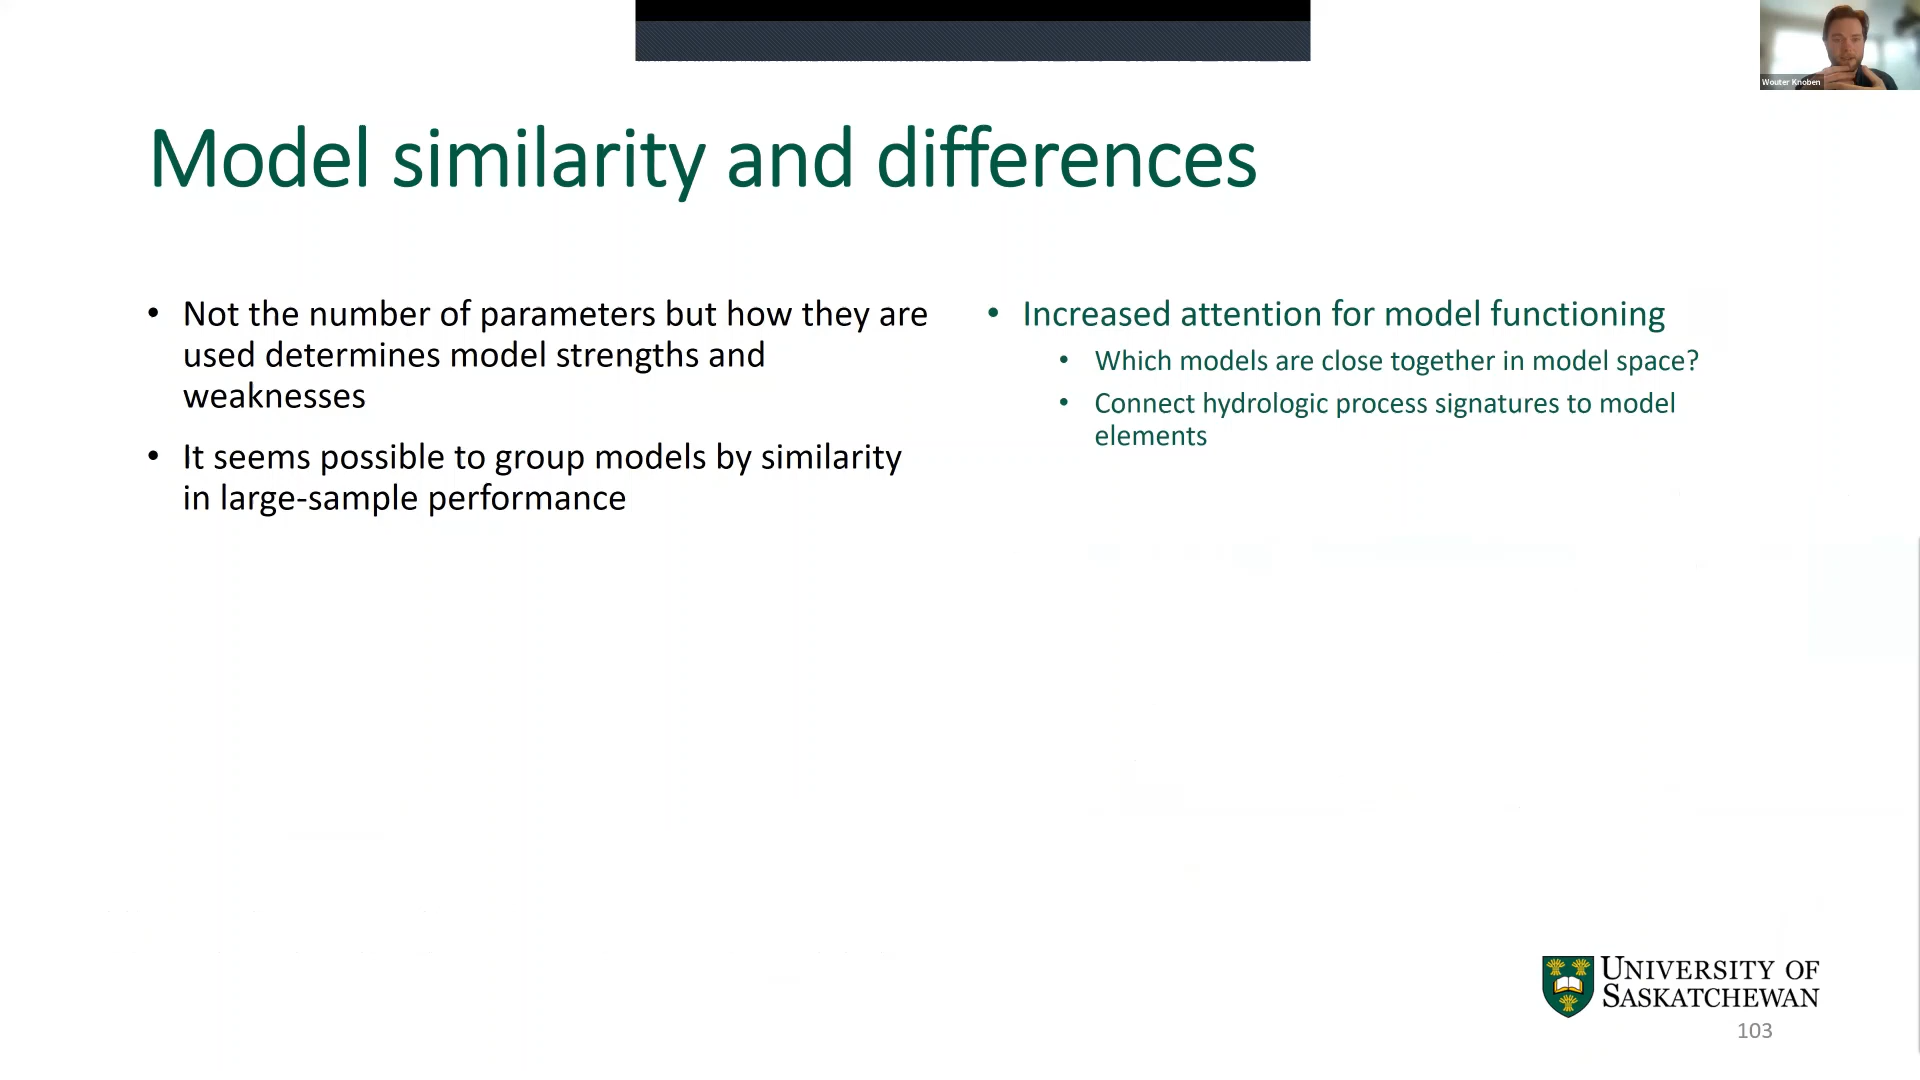 Wouter Knoben
Model similarity and differences
• Not the number of parameters but how they are
used determines model strengths and
weaknesses
• It seems possible to group models by similarity
in large-sample performance
• Increased attention for model functioning
• Which models are close together in model space?
• Connect hydrologic process signatures to model
elements
UNIVERSITY OF
SASKATCHEWAN
103